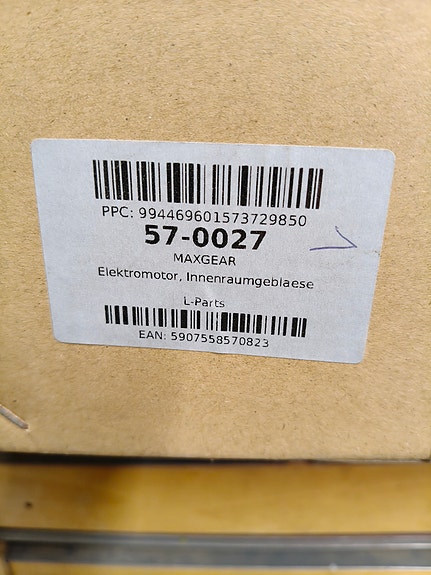 PPC: 994469601573729850
57-0027
MAXGEAR
Elektromotor, Innenraumgeblaese
L-Parts
EAN: 5907558570823